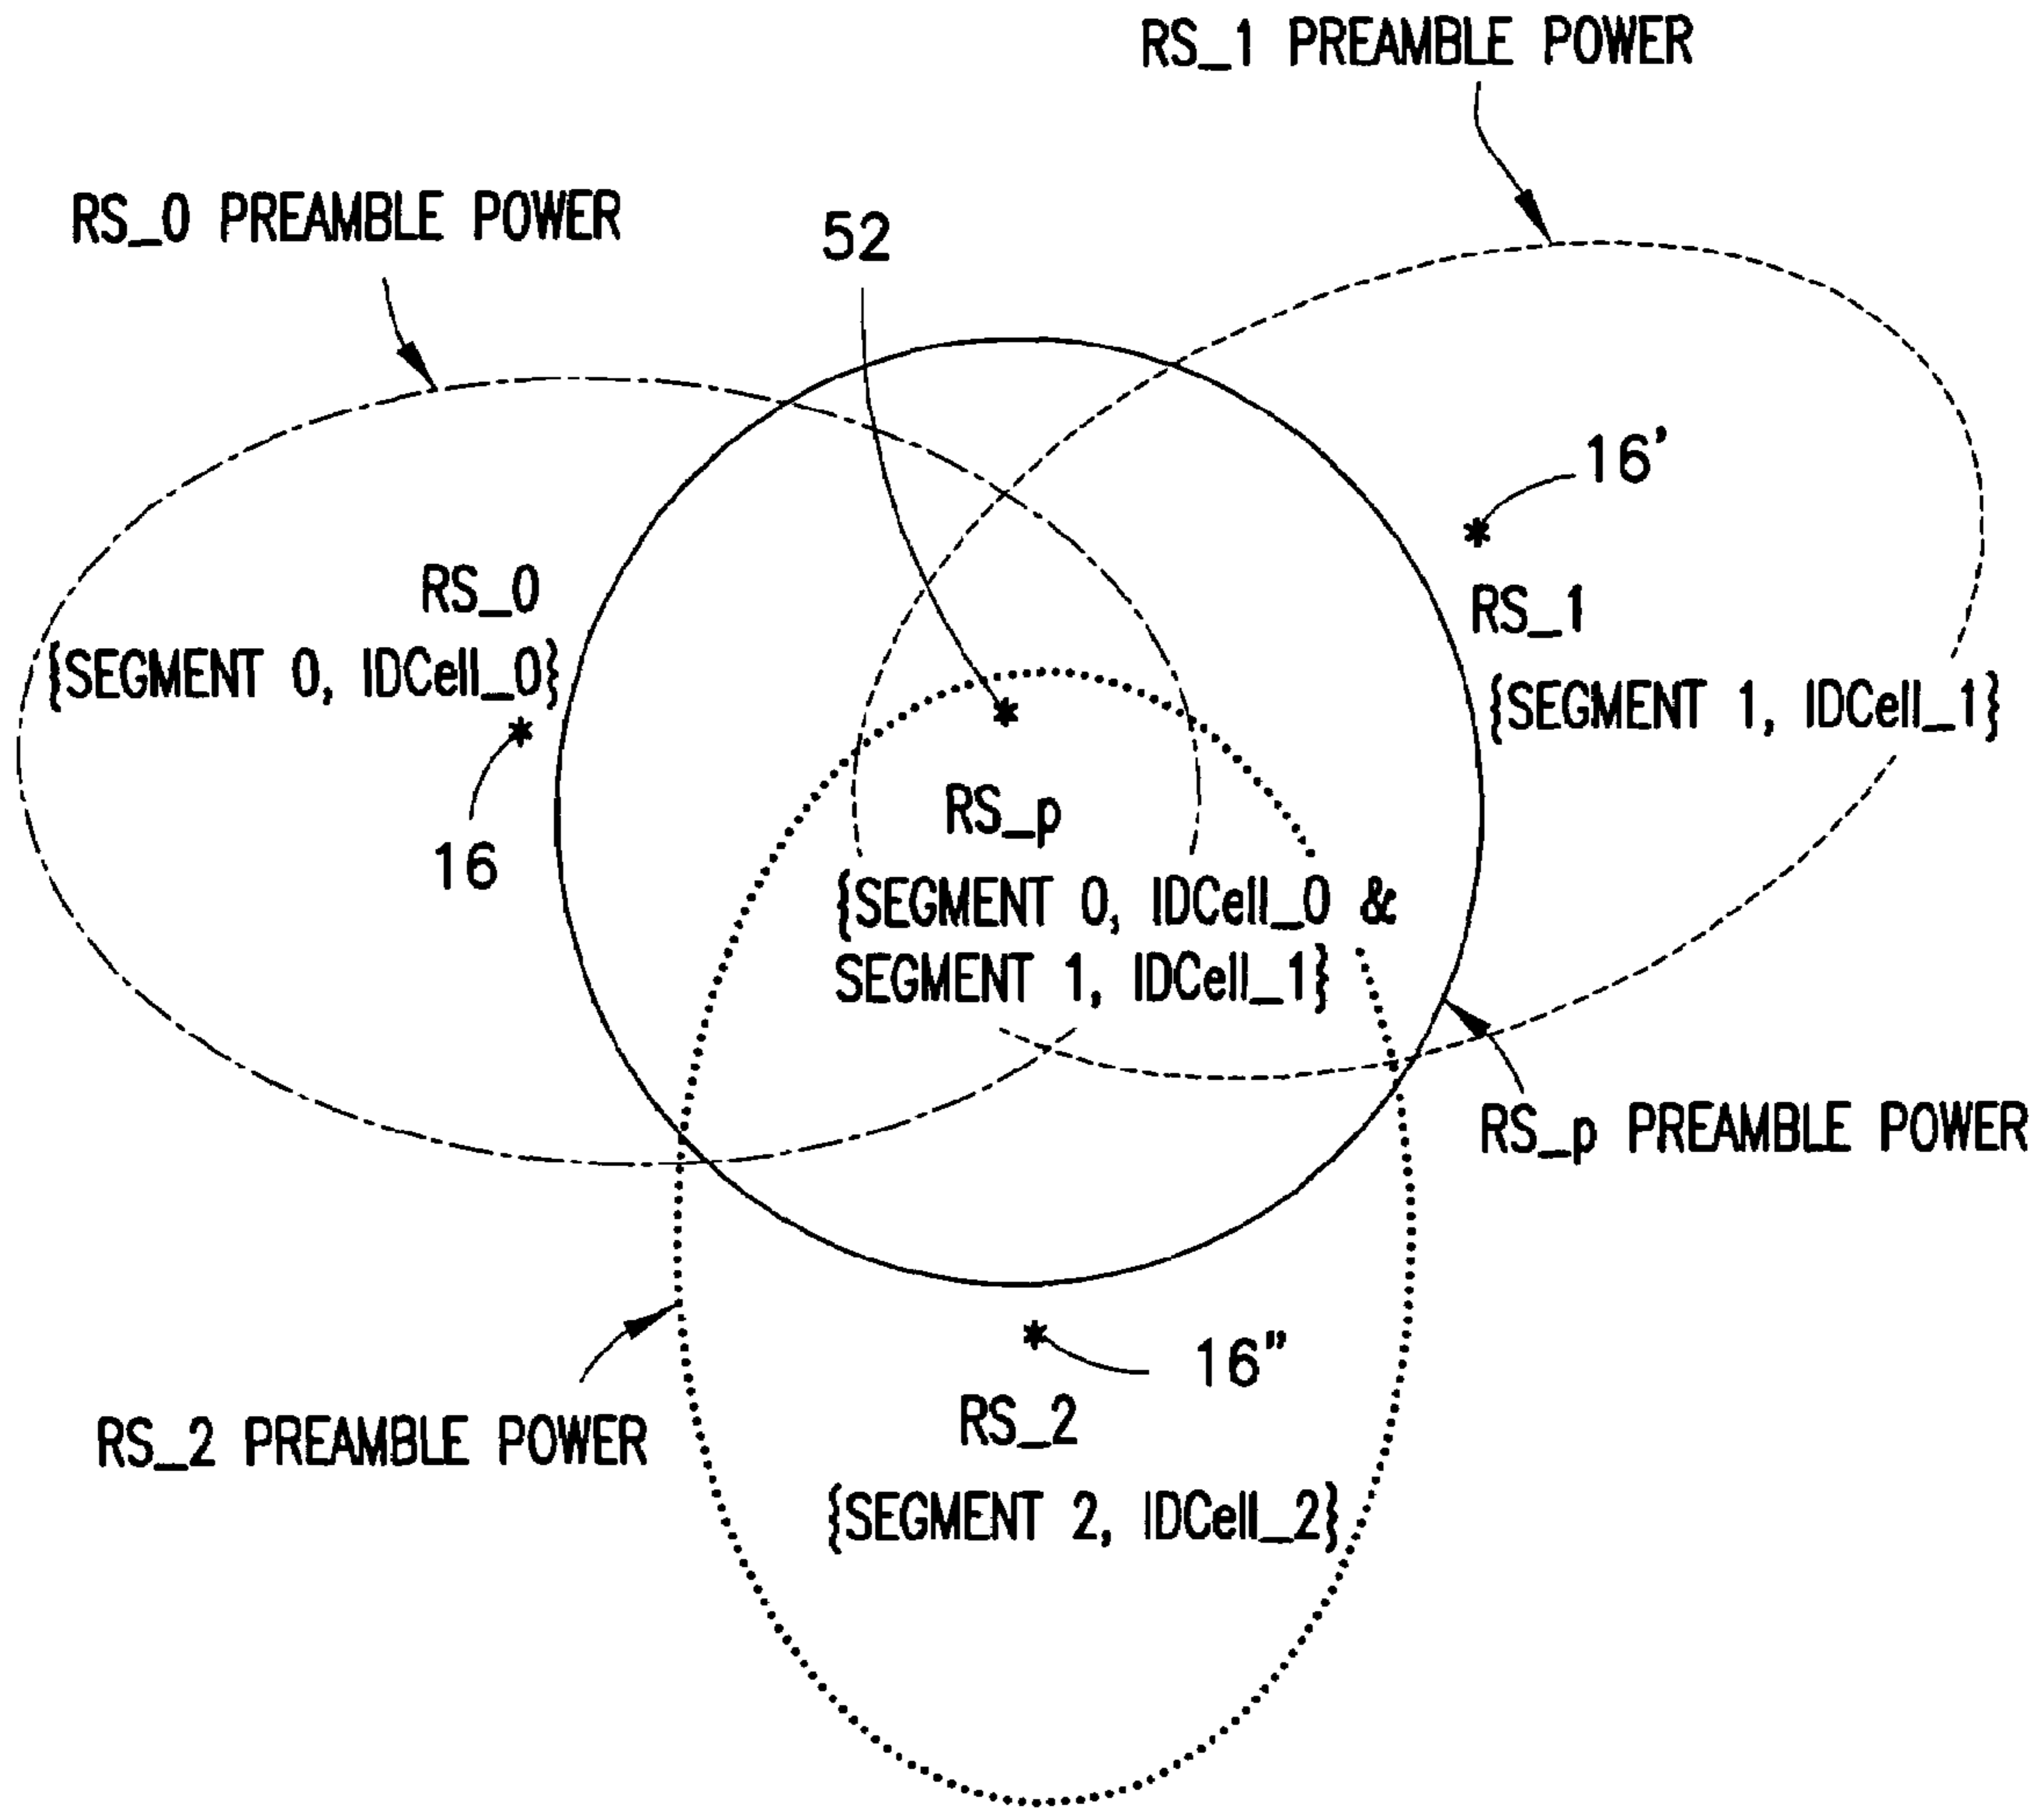 RS_1 PREAMBLE POWER
RS_0 PREAMBLE POWER
52
16'
RS_0
{SEGMENT 0, IDCell_0}
16
RS_1
{SEGMENT 1, IDCell_1}
RS_p
{SEGMENT 0, IDCell_0 &
SEGMENT 1, IDCell_1}
RS_p PREAMBLE POWER
16"
RS_2 PREAMBLE POWER
RS_2
{SEGMENT 2, IDCell_2}